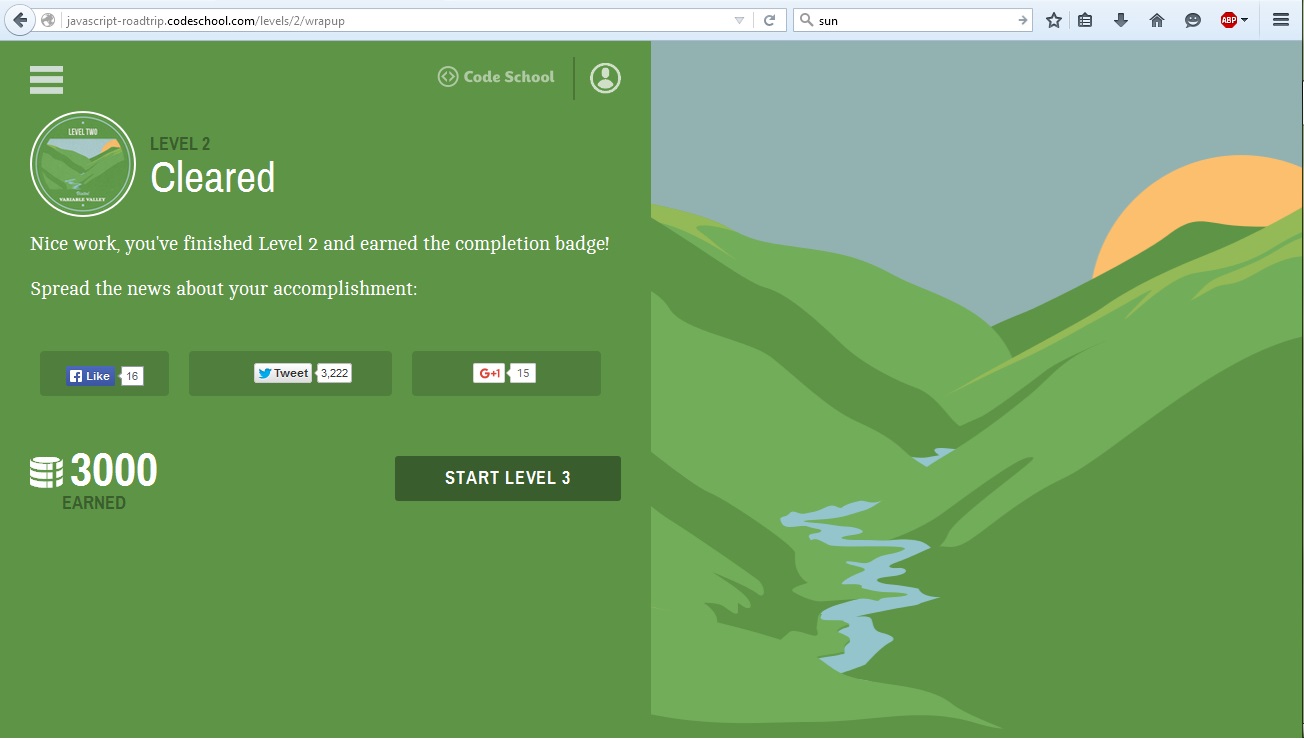 javascript-roadtrip.codeschool.com/levels/2/wrapup
sun
ABP
Code School
LEVEL TWO
VARIABLE VALLEY
LEVEL 2
Cleared
Nice work, you've finished Level 2 and earned the completion badge!
Spread the news about your accomplishment:
Like 16
Tweet 3,222
G+1 15
3000
EARNED
START LEVEL 3